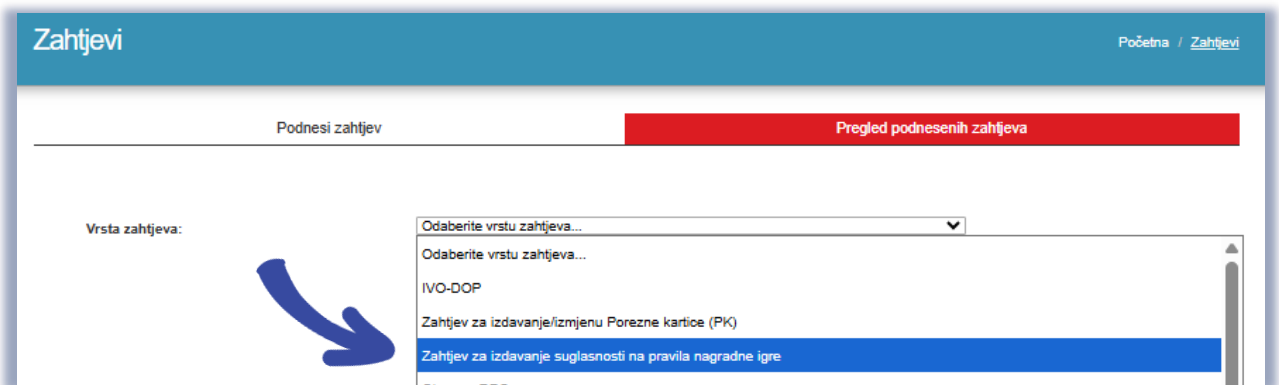 Zahtjevi
Početna / Zahtjevi
Podnesi zahtjev
Pregled podnesenih zahtjeva
Vrsta zahtjeva:
Odaberite vrstu zahtjeva...
Odaberite vrstu zahtjeva...
IVO-DOP
Zahtjev za izdavanje/izmjenu Porezne kartice (PK)
Zahtjev za izdavanje suglasnosti na pravila nagradne igre